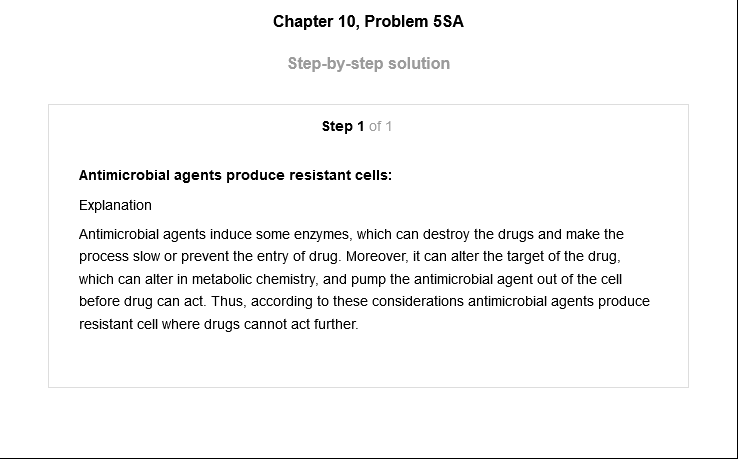 Chapter 10, Problem 5SA
Step-by-step solution
Step 1 of 1
Antimicrobial agents produce resistant cells:
Explanation
Antimicrobial agents induce some enzymes, which can destroy the drugs and make the
process slow or prevent the entry of drug. Moreover, it can alter the target of the drug,
which can alter in metabolic chemistry, and pump the antimicrobial agent out of the cell
before drug can act. Thus, according to these considerations antimicrobial agents produce
resistant cell where drugs cannot act further.